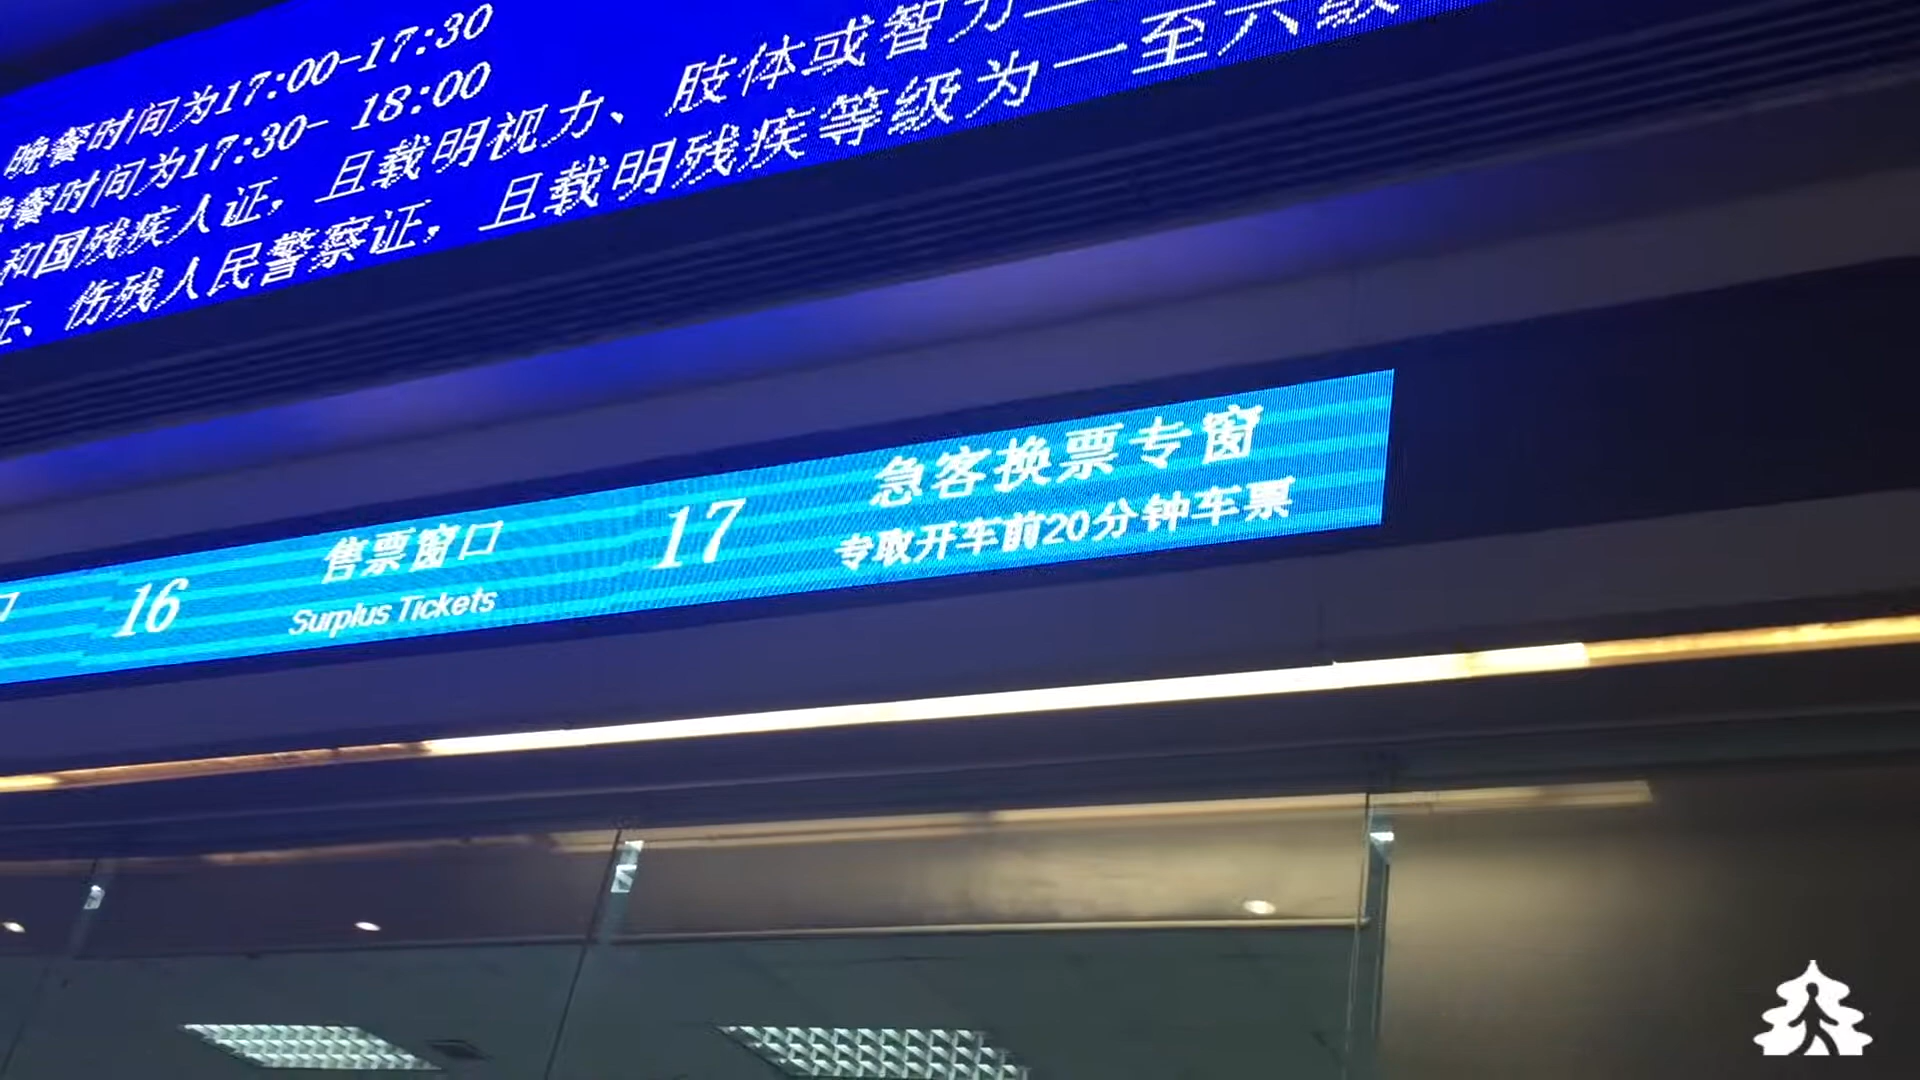 晚餐时间为17:00-17:30
餐时间为17:30- 18:00
和国残疾人证，且载明视力、肢体或智力
证、伤残人民警察证，且载明残疾等级为一至六级
口
16
售票窗口
Surplus Tickets
17
急客换票专窗
专取开车前20分钟车票